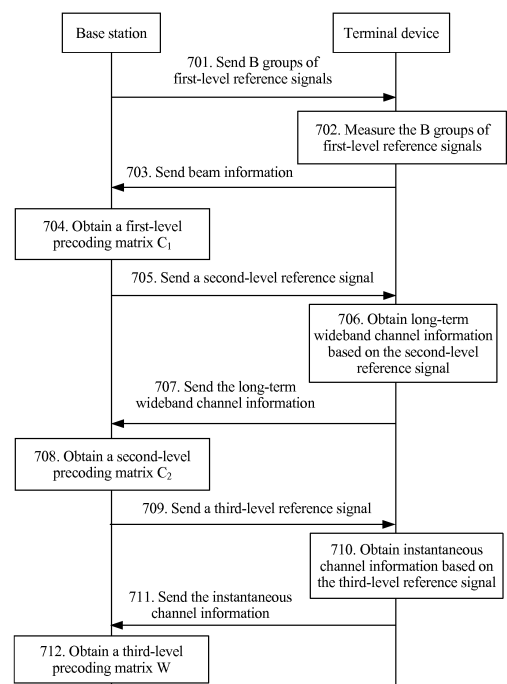 Base station
Terminal device
701. Send B groups of
first-level reference signals
702. Measure the B groups of
first-level reference signals
703. Send beam information
704. Obtain a first-level
precoding matrix C₁
705. Send a second-level reference signal
706. Obtain long-term
wideband channel information
based on the second-level
reference signal
707. Send the long-term
wideband channel information
708. Obtain a second-level
precoding matrix C₂
709. Send a third-level reference signal
710. Obtain instantaneous
channel information based on
the third-level reference signal
711. Send the instantaneous
channel information
712. Obtain a third-level
precoding matrix W